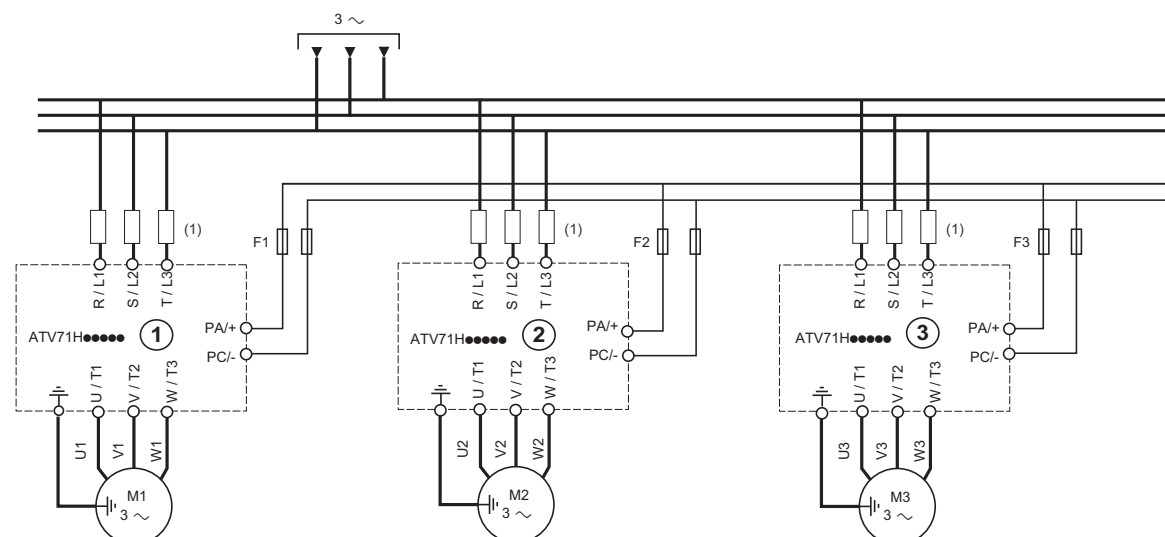 3 ∼
(1)
F1
R / L1
S / L2
T / L3
ATV71H●●●●●
1
PA/+
PC/-
U / T1
V / T2
W / T3
U1
V1
W1
M1
3 ∼
(1)
F2
R / L1
S / L2
T / L3
ATV71H●●●●●
2
PA/+
PC/-
U / T1
V / T2
W / T3
U2
V2
W2
M2
3 ∼
(1)
F3
R / L1
S / L2
T / L3
ATV71H●●●●●
3
PA/+
PC/-
U / T1
V / T2
W / T3
U3
V3
W3
M3
3 ∼